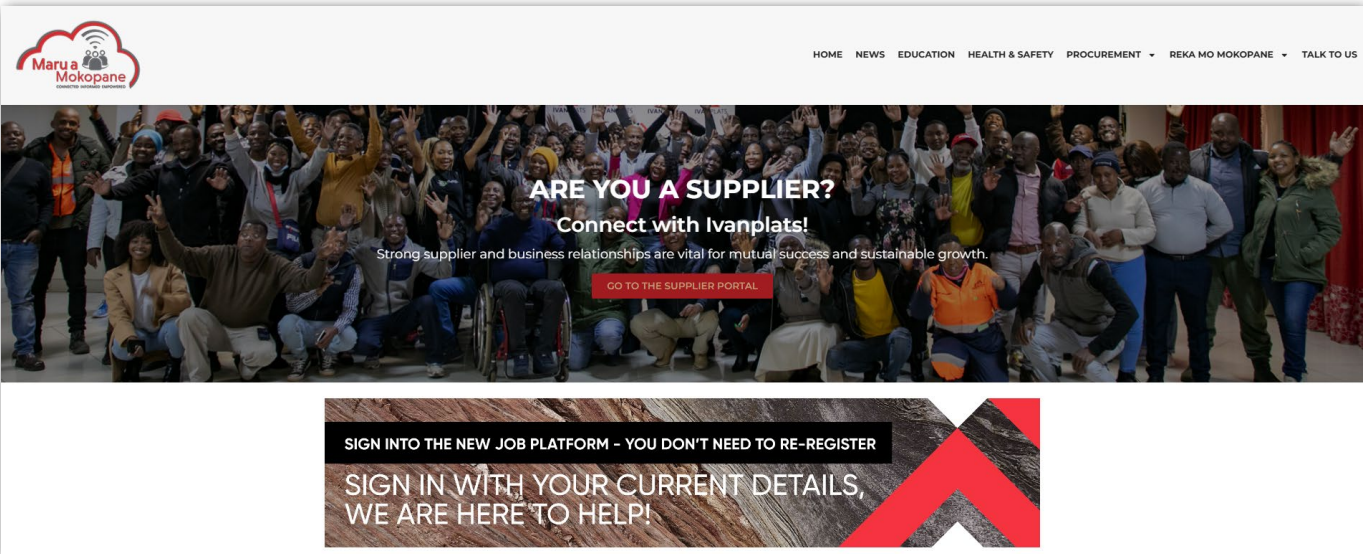 Maru a
Mokopane
CONNECTED INFORMED EMPOWERED
HOME NEWS EDUCATION HEALTH & SAFETY PROCUREMENT REKA MO MOKOPANE TALK TO US
ARE YOU A SUPPLIER?
Connect with Ivanplats!
Strong supplier and business relationships are vital for mutual success and sustainable growth.
GO TO THE SUPPLIER PORTAL
SIGN INTO THE NEW JOB PLATFORM - YOU DON'T NEED TO RE-REGISTER
SIGN IN WITH YOUR CURRENT DETAILS,
WE ARE HERE TO HELP!